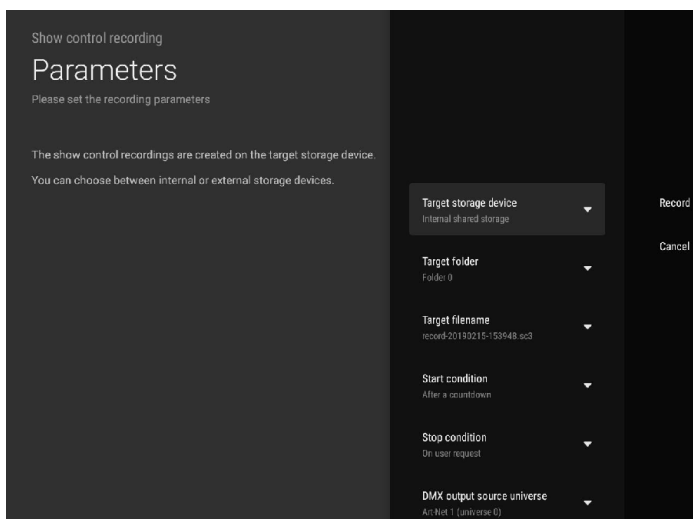 Show control recording
Parameters
Please set the recording parameters
The show control recordings are created on the target storage device.
You can choose between internal or external storage devices.
Target storage device
Internal shared storage
Target folder
Folder 0
Target filename
record-20190215-153948.sc3
Start condition
After a countdown
Stop condition
On user request
DMX output source universe
Art-Net 1 (universe 0)
Record
Cancel